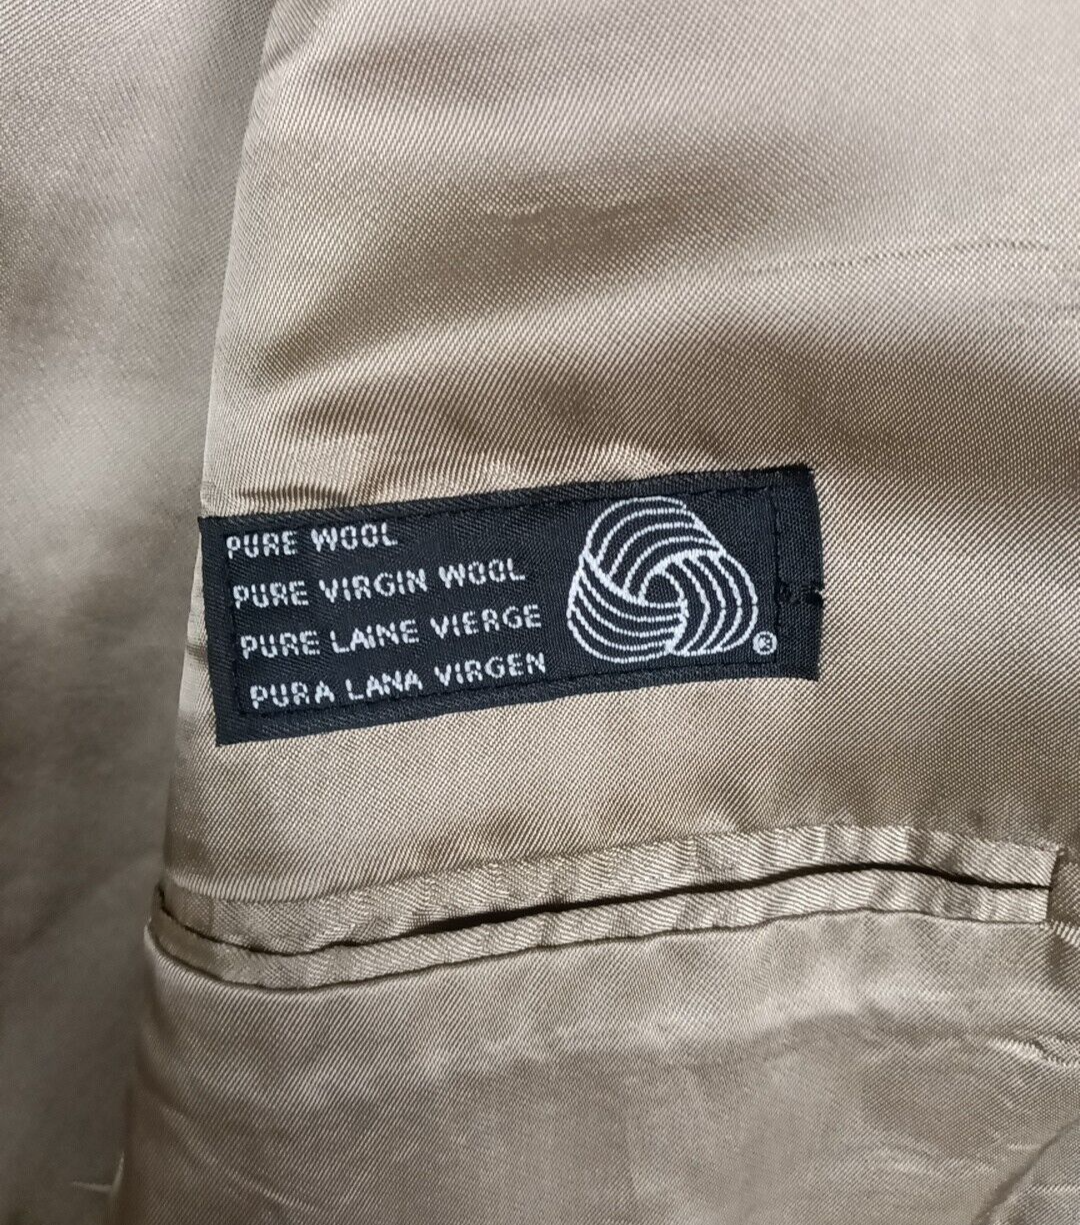 PURE WOOL
PURE VIRGIN WOOL
PURE LAINE VIERGE
PURA LANA VIRGEN
®